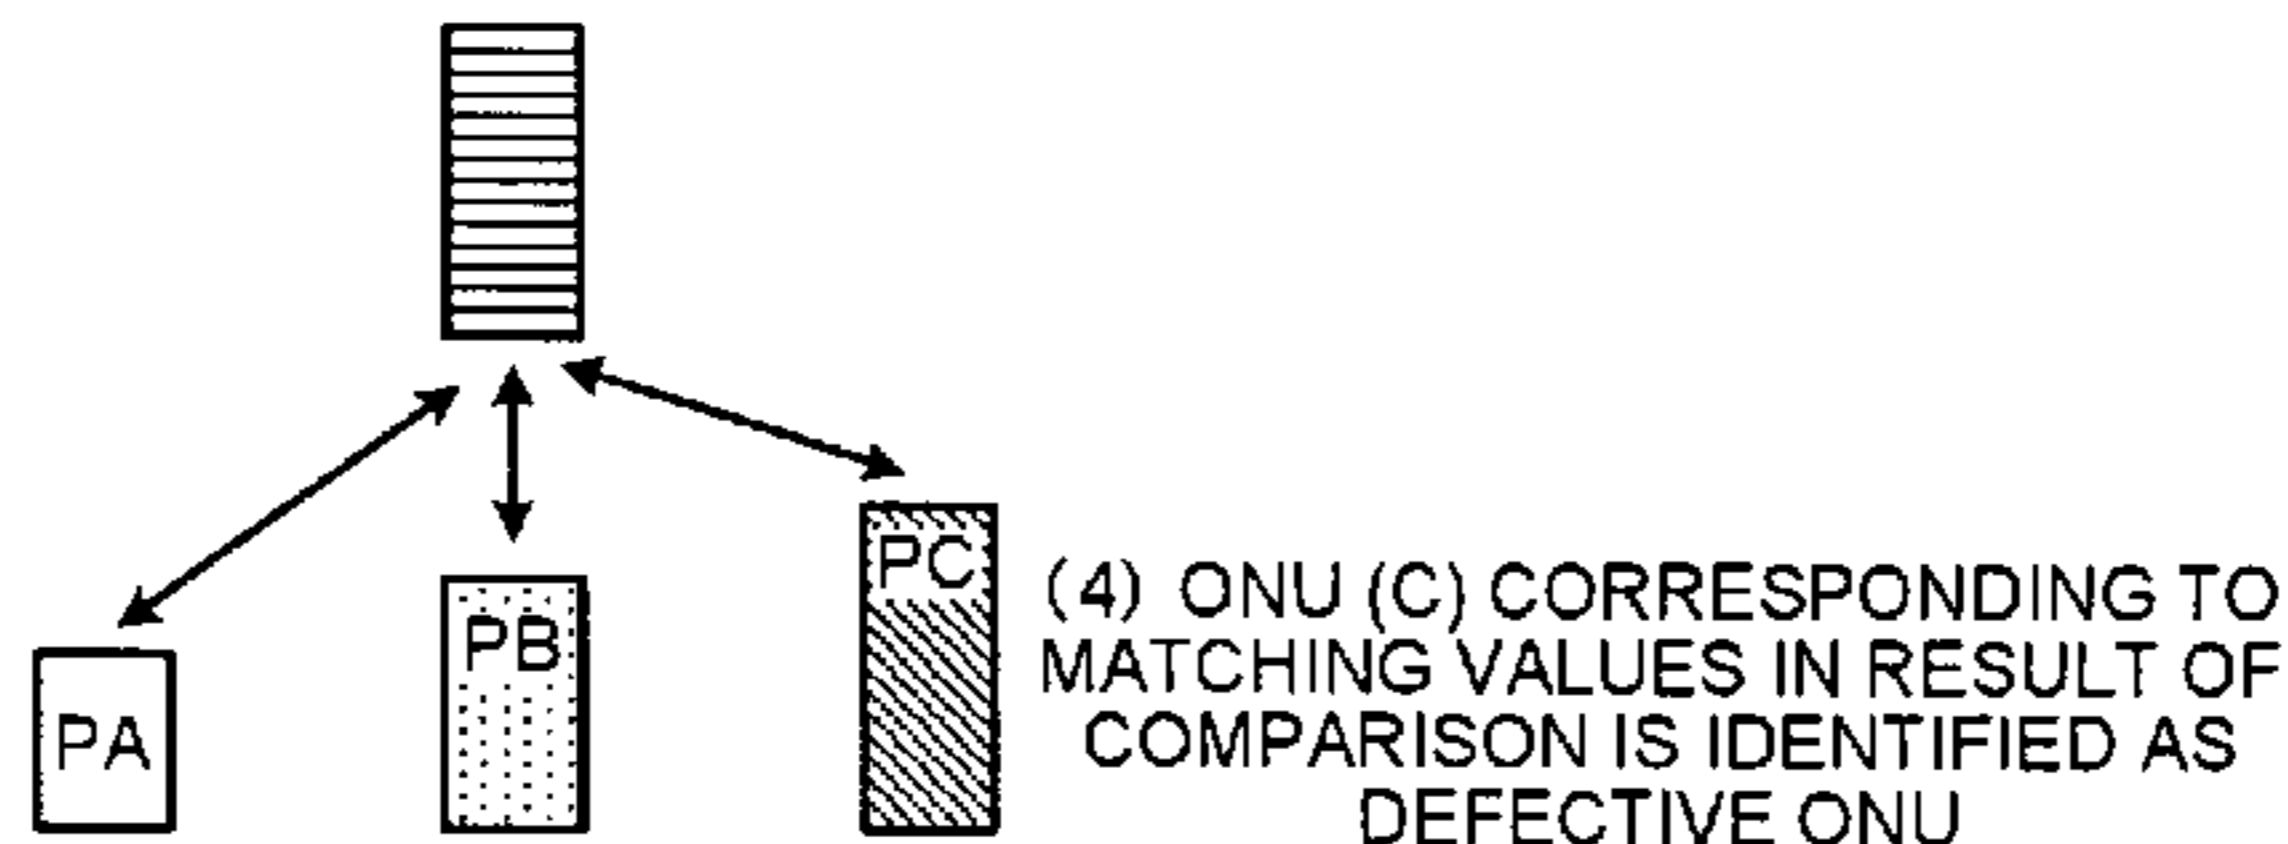 PC
PB
PA
(4) ONU (C) CORRESPONDING TO
MATCHING VALUES IN RESULT OF
COMPARISON IS IDENTIFIED AS
DEFECTIVE ONU